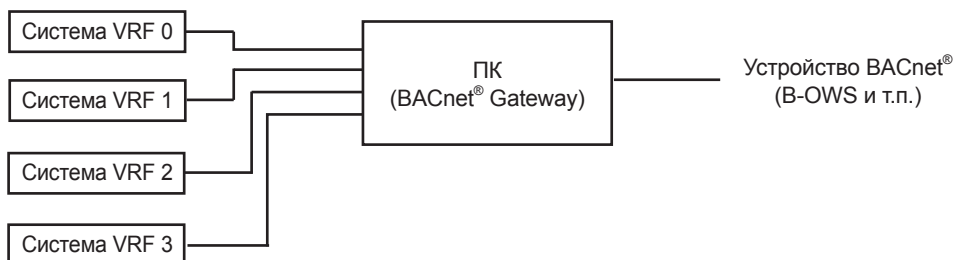 Система VRF 0
Система VRF 1
Система VRF 2
Система VRF 3
ПК
(BACnet® Gateway)
Устройство BACnet®
(B-OWS и т.п.)